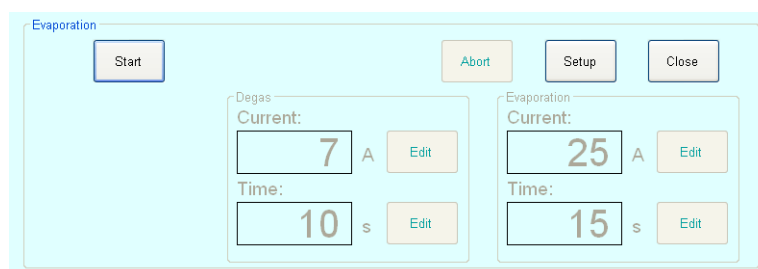 Evaporation
Start Abort Setup Close
Degas Evaporation
Current: Current:
7 A Edit 25 A Edit
Time: Time:
10 s Edit 15 s Edit